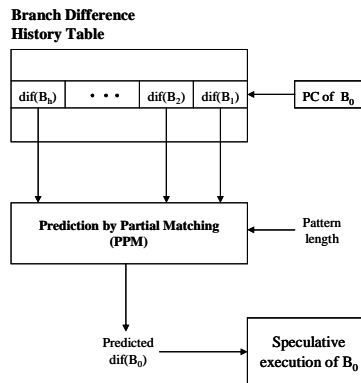 Branch Difference
History Table
dif(Bh) • • • dif(B2) dif(B1)
PC of B0
Prediction by Partial Matching
(PPM)
Pattern
length
Predicted
dif(B0)
Speculative
execution of B0